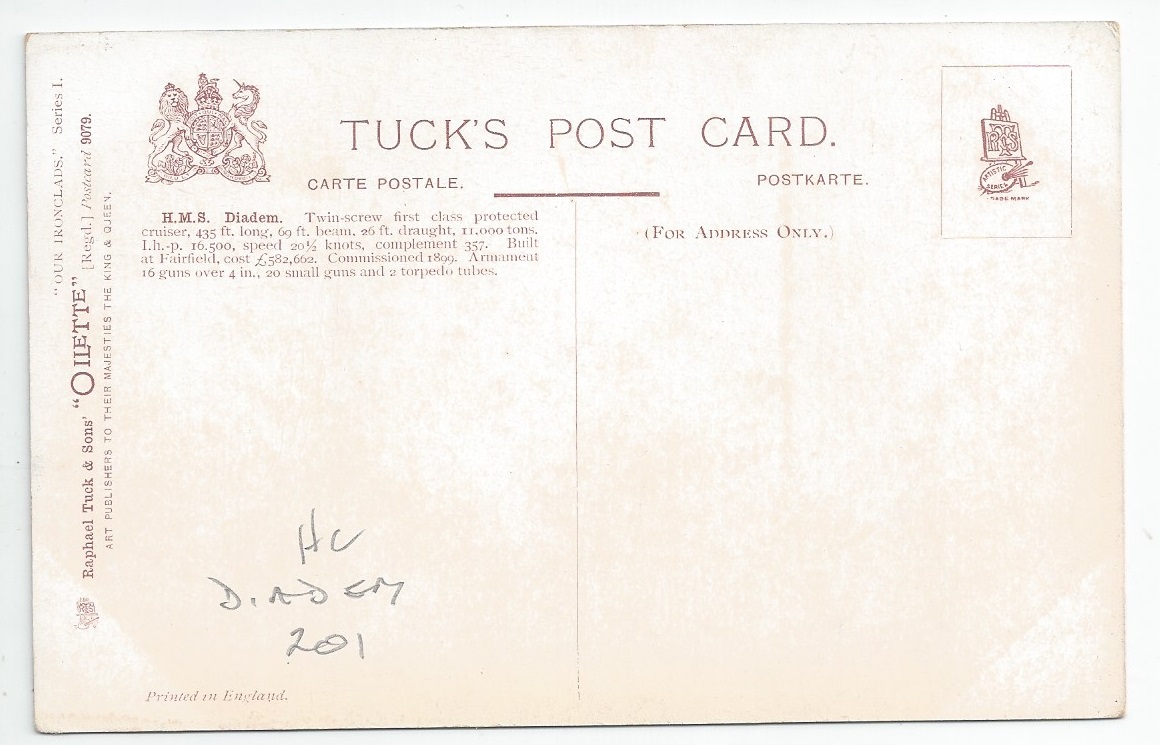 "OUR IRONCLADS." Series I.
Raphael Tuck & Sons' "OILETTE" [Regd.] Postcard 9079.
ART PUBLISHERS TO THEIR MAJESTIES THE KING & QUEEN.
TUCK'S POST CARD.
CARTE POSTALE.
POSTKARTE.
H.M.S. Diadem. Twin-screw first class protected
cruiser, 435 ft. long, 69 ft. beam, 26 ft. draught, 11,000 tons.
I.h.-p. 16.500, speed 20½ knots, complement 357. Built
at Fairfield, cost £582,662. Commissioned 1899. Armament
16 guns over 4 in., 20 small guns and 2 torpedo tubes.
(FOR ADDRESS ONLY.)
ARTISTIC
SERIES
TRADE MARK
HC
DIADEM
201
Printed in England.